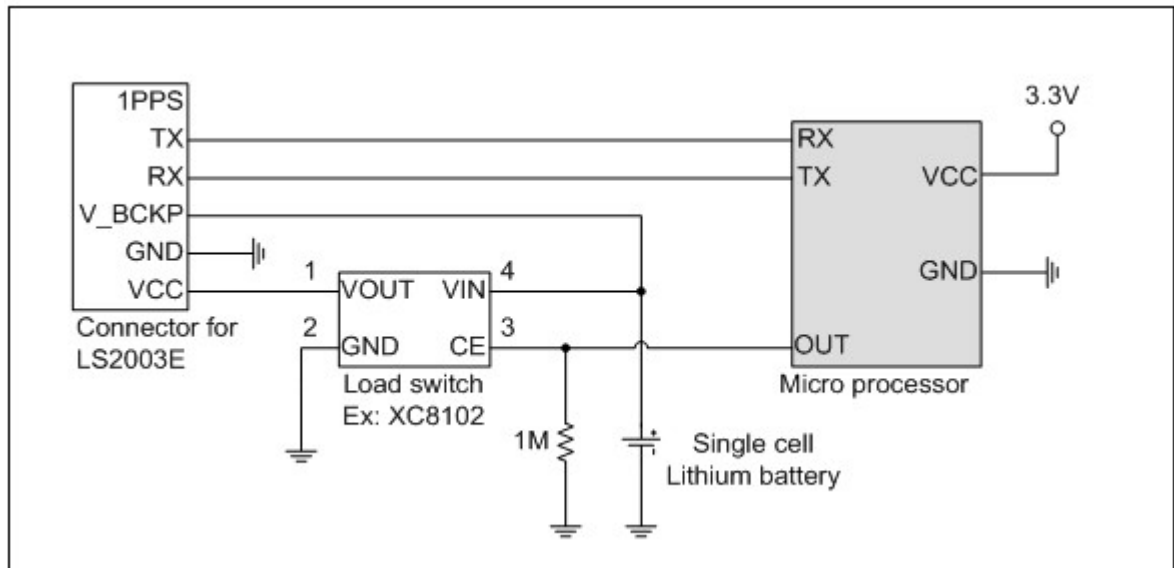 1PPS
TX
RX
V_BCKP
GND
VCC
Connector for
LS2003E
1
2
VOUT
GND
VIN
CE
4
3
Load switch
Ex: XC8102
1M
+
-
Single cell
Lithium battery
3.3V
RX
TX
VCC
GND
OUT
Micro processor